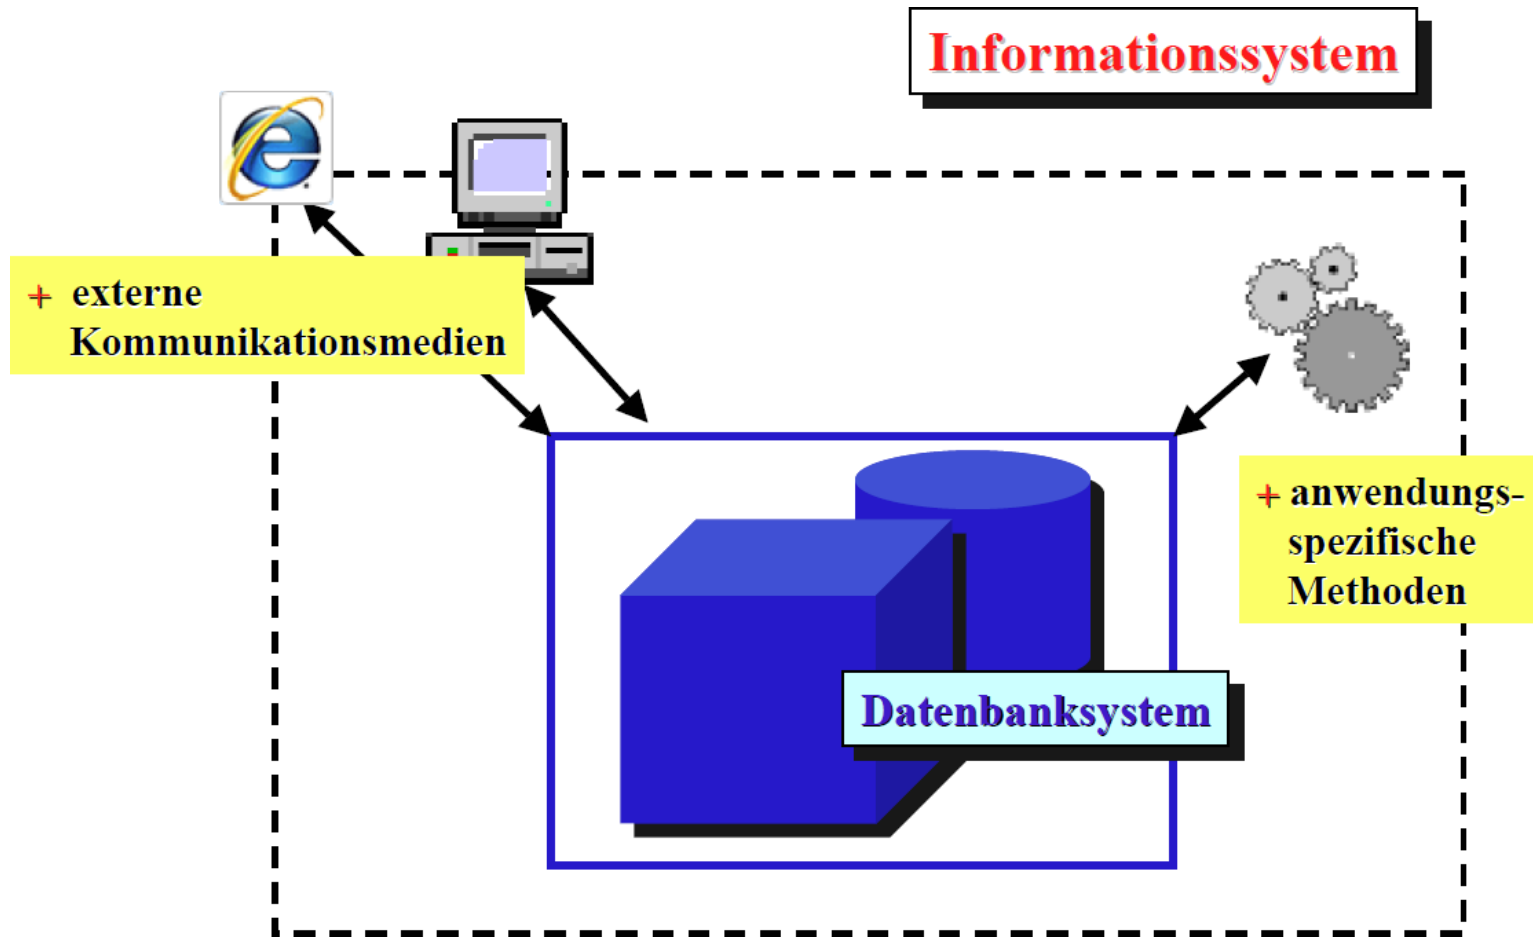 Informationssystem
+ externe
Kommunikationsmedien
+ anwendungs-
spezifische
Methoden
Datenbanksystem